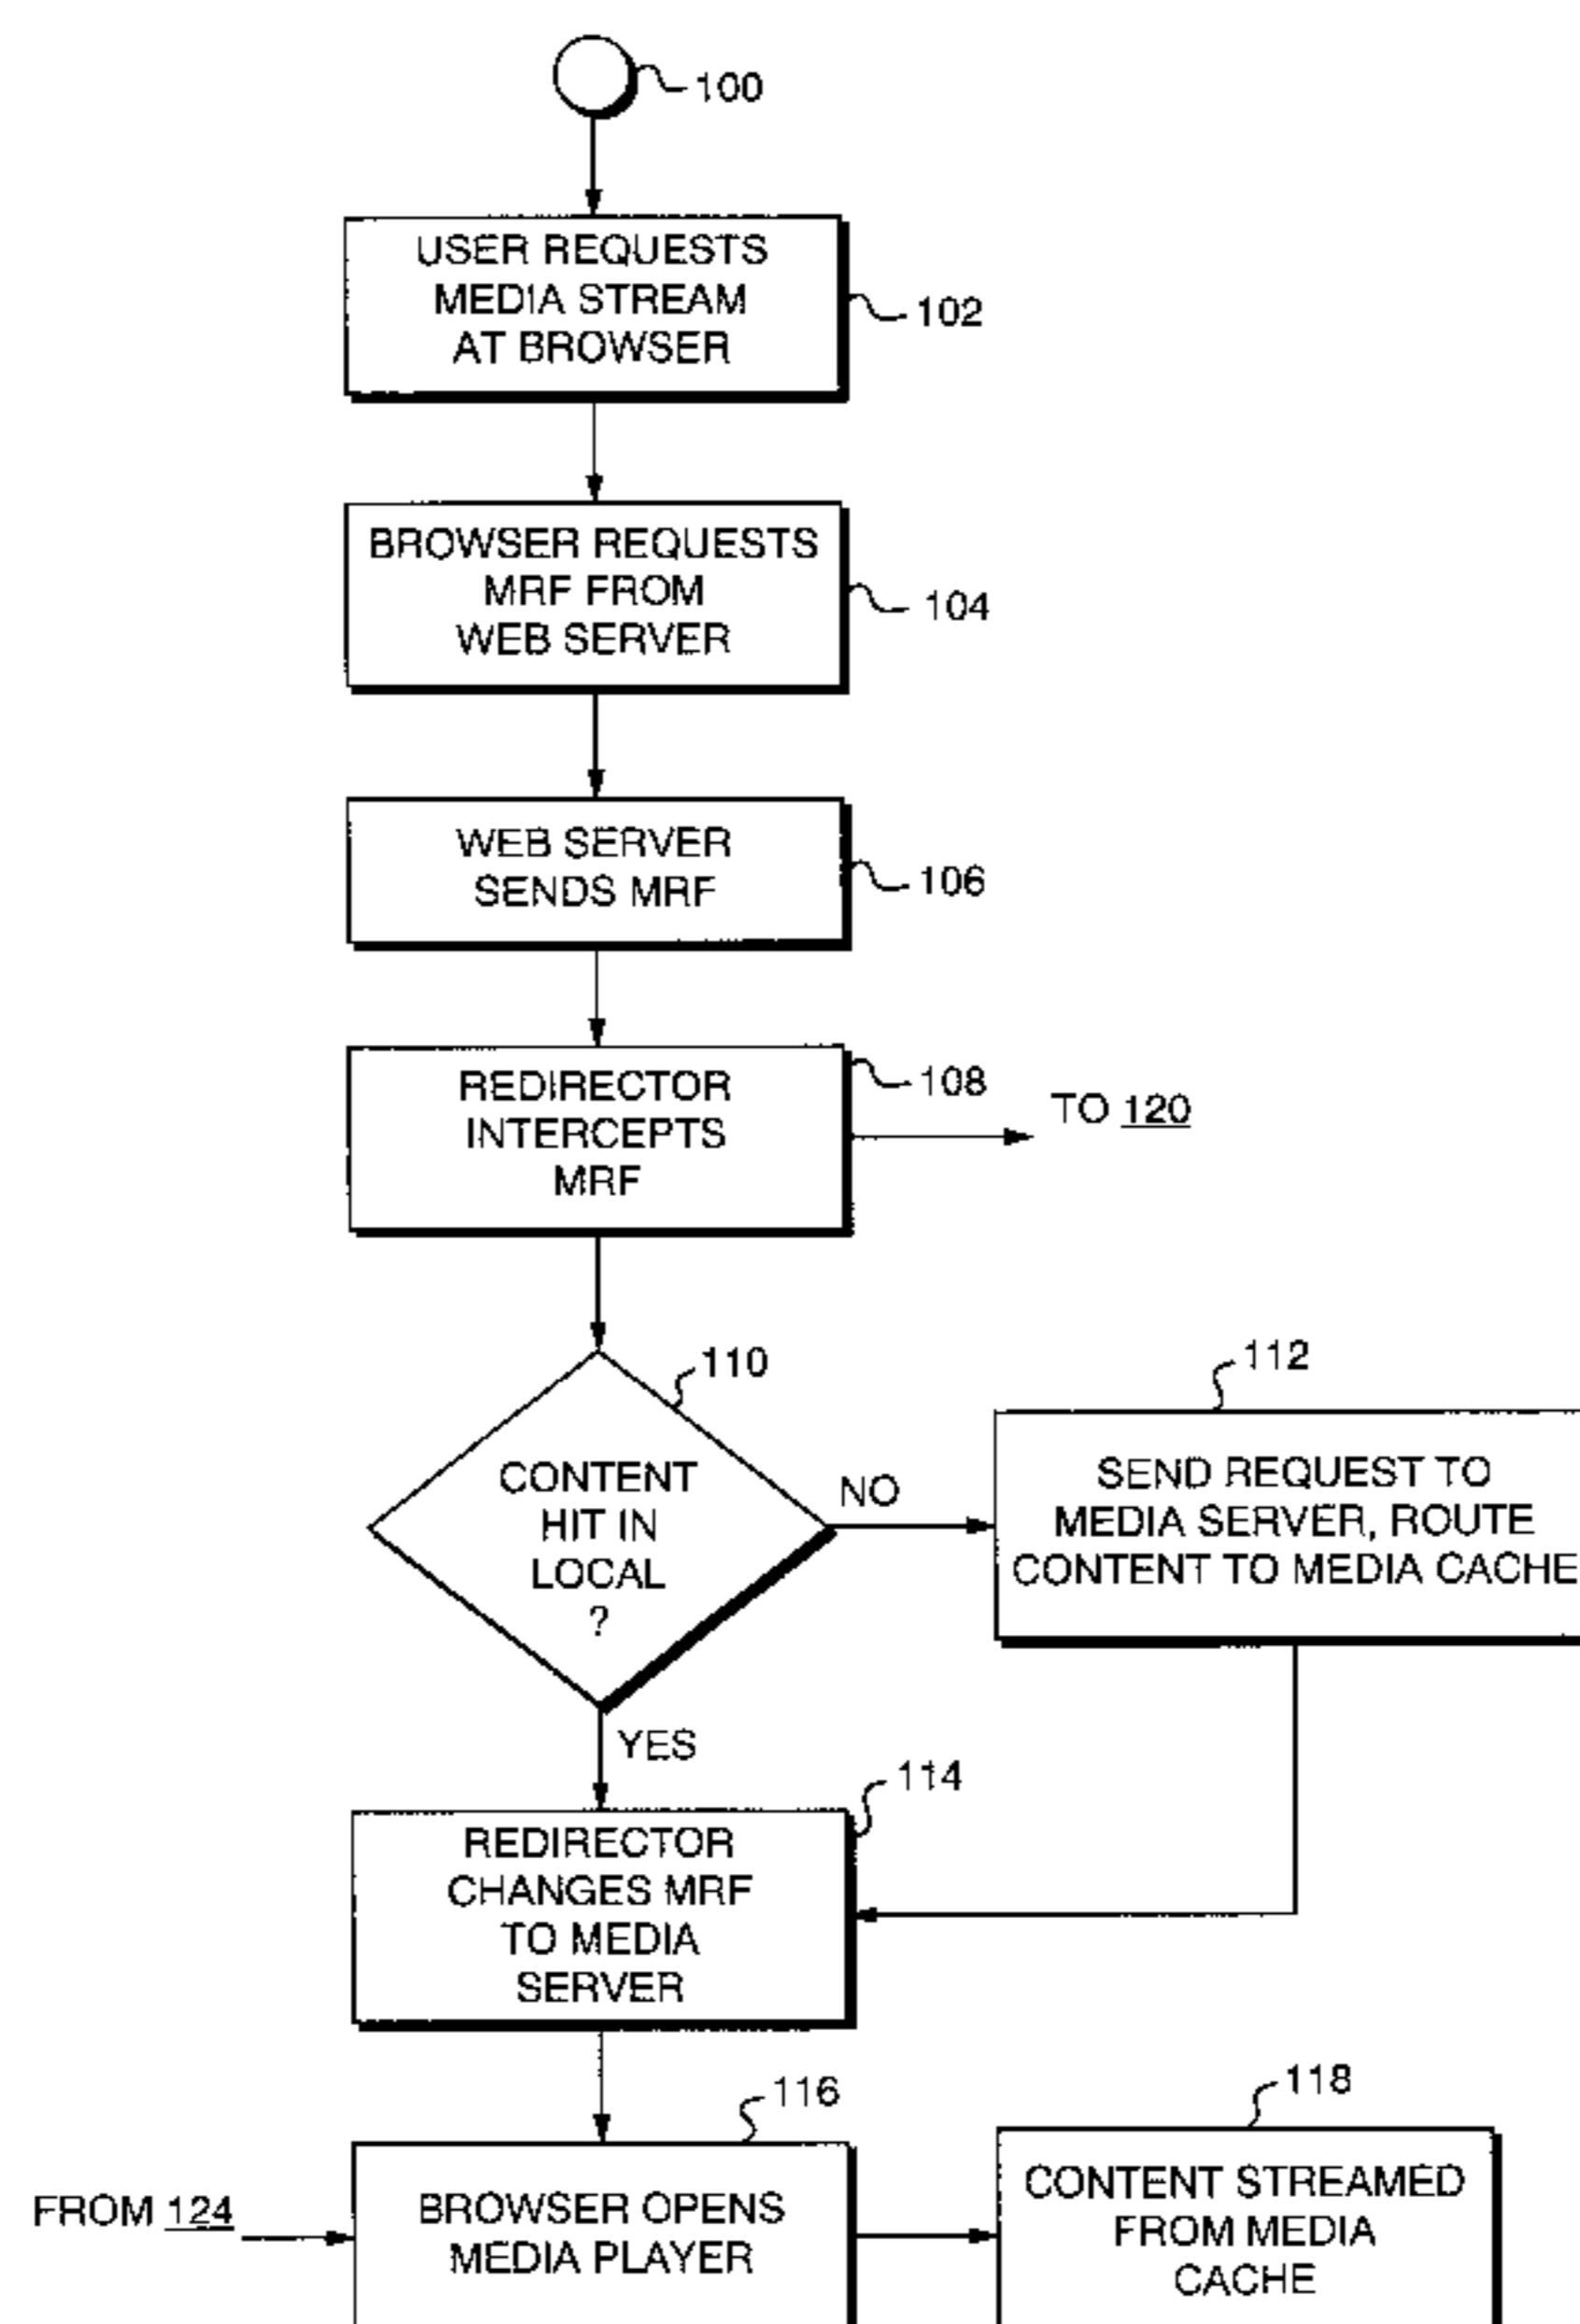 100
USER REQUESTS
MEDIA STREAM
AT BROWSER
102
BROWSER REQUESTS
MRF FROM
WEB SERVER
104
WEB SERVER
SENDS MRF
106
REDIRECTOR
INTERCEPTS
MRF
108
TO 120
110
CONTENT
HIT IN
LOCAL
?
NO
112
SEND REQUEST TO
MEDIA SERVER, ROUTE
CONTENT TO MEDIA CACHE
YES
114
REDIRECTOR
CHANGES MRF
TO MEDIA
SERVER
116
FROM 124
BROWSER OPENS
MEDIA PLAYER
118
CONTENT STREAMED
FROM MEDIA
CACHE